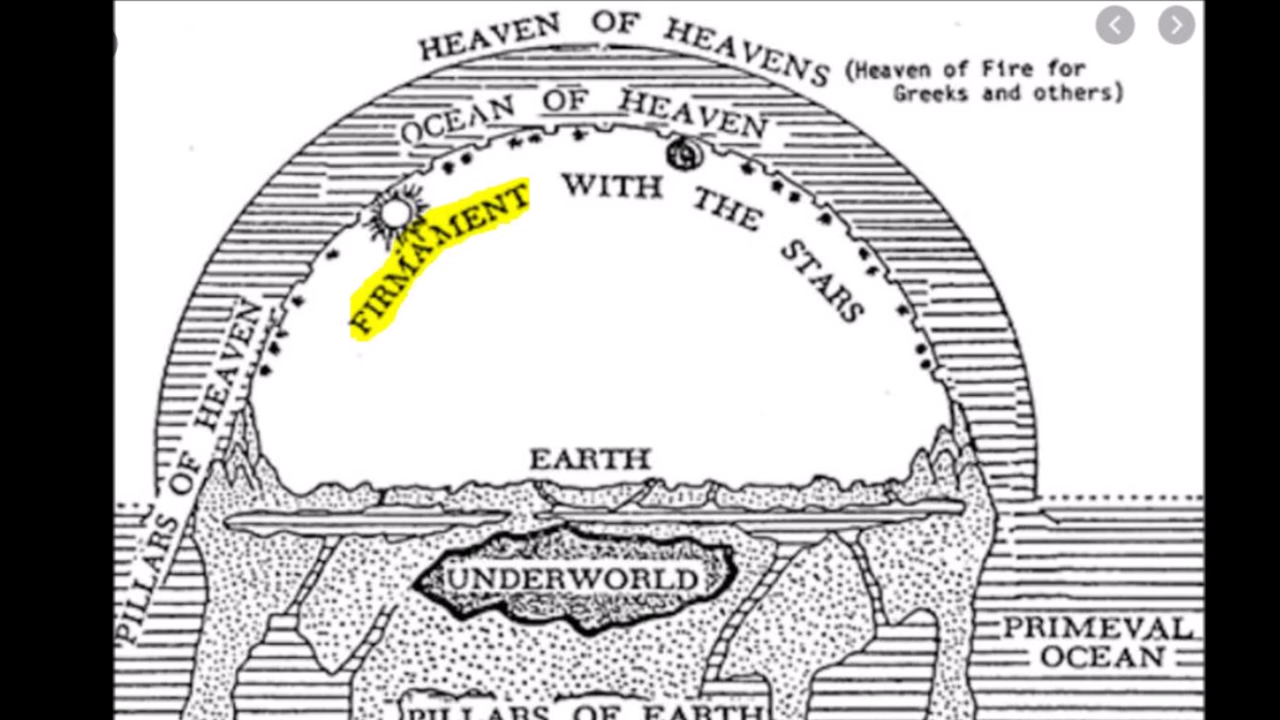 HEAVEN OF HEAVENS
(Heaven of Fire for
Greeks and others)
OCEAN OF HEAVEN
FIRMAMENT WITH THE STARS
PILLARS OF HEAVEN
EARTH
UNDERWORLD
PRIMEVAL
OCEAN
PILLARS OF EARTH